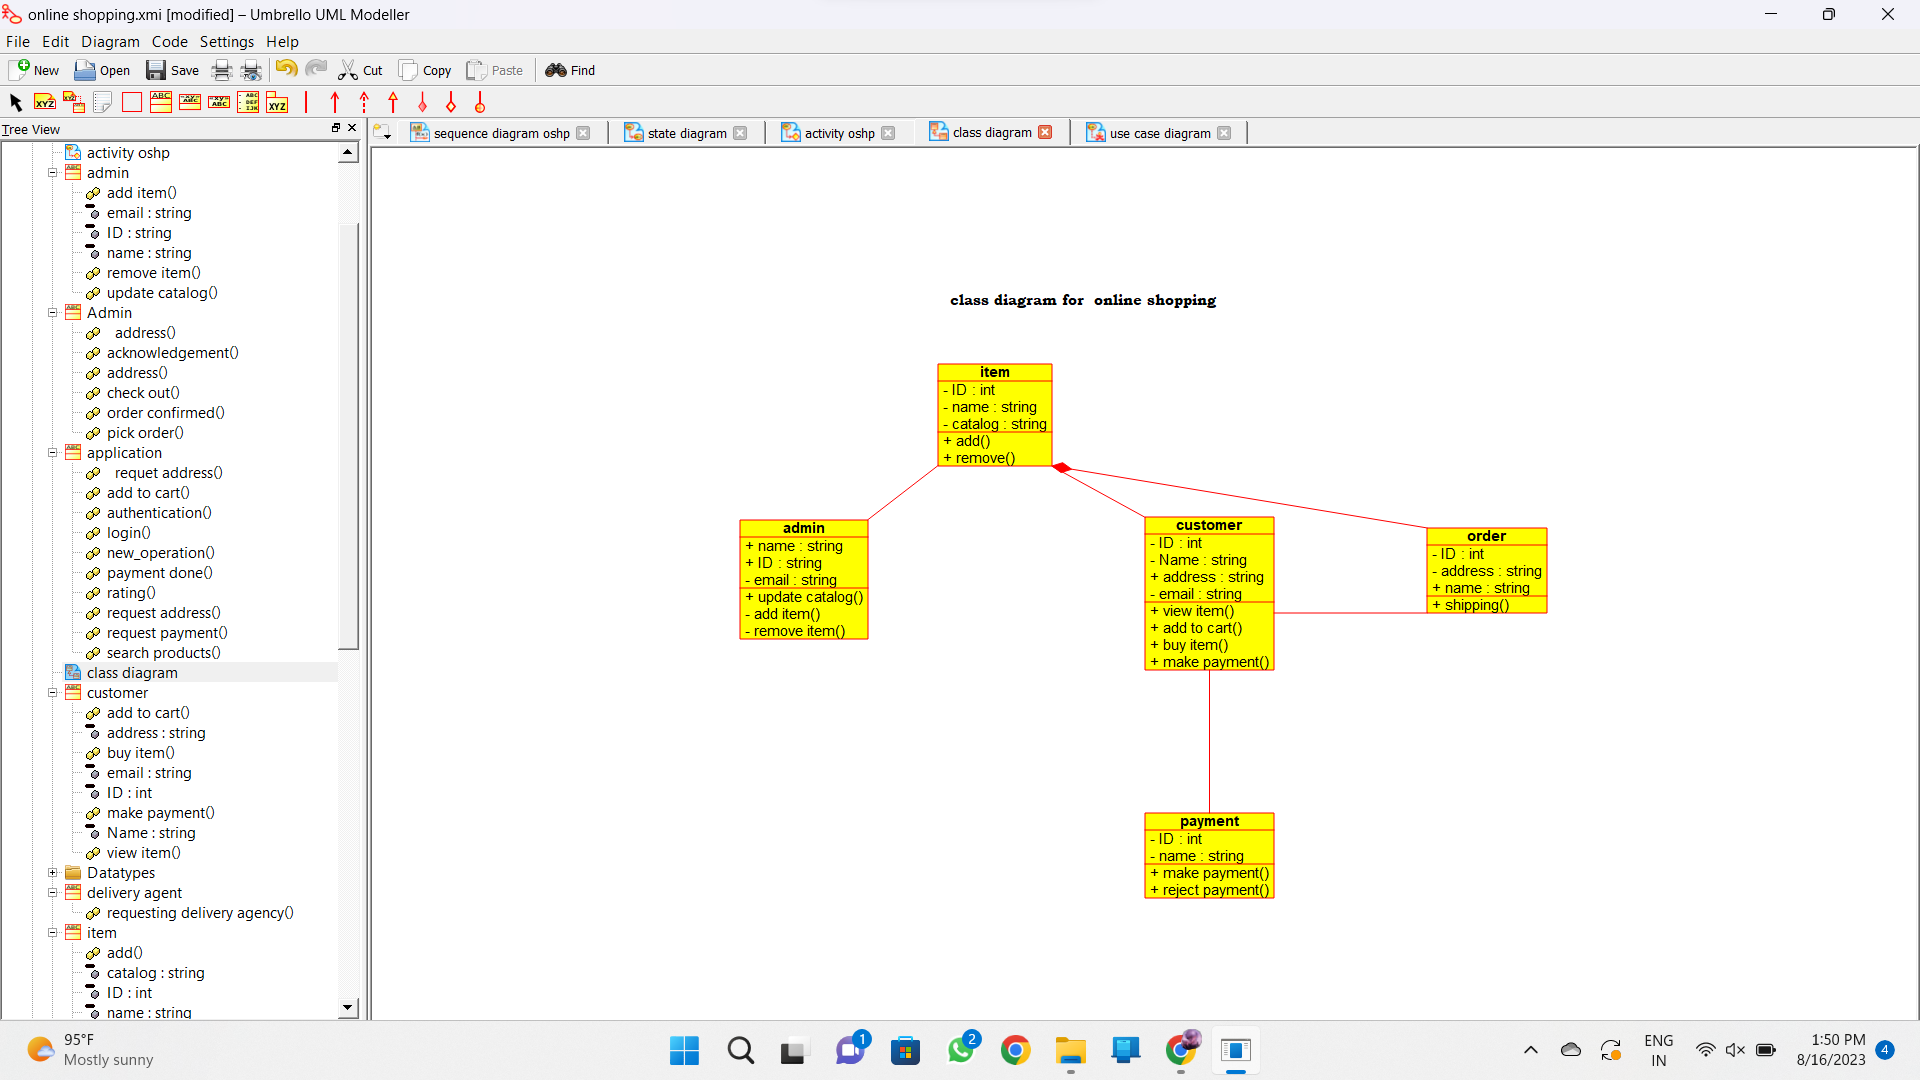 online shopping.xmi [modified] – Umbrello UML Modeller
File Edit Diagram Code Settings Help
New Open Save Cut Copy Paste Find
Tree View
sequence diagram oshp
state diagram
activity oshp
class diagram
use case diagram
activity oshp
admin
add item()
email : string
ID : string
name : string
remove item()
update catalog()
Admin
address()
acknowledgement()
address()
check out()
order confirmed()
pick order()
application
requet address()
add to cart()
authentication()
login()
new_operation()
payment done()
rating()
request address()
request payment()
search products()
class diagram
customer
add to cart()
address : string
buy item()
email : string
ID : int
make payment()
Name : string
view item()
Datatypes
delivery agent
requesting delivery agency()
item
add()
catalog : string
ID : int
name : string
class diagram for online shopping
item
- ID : int
- name : string
- catalog : string
+ add()
+ remove()
admin
+ name : string
+ ID : string
- email : string
+ update catalog()
- add item()
- remove item()
customer
- ID : int
- Name : string
+ address : string
- email : string
+ view item()
+ add to cart()
+ buy item()
+ make payment()
order
- ID : int
- address : string
+ name : string
+ shipping()
payment
- ID : int
- name : string
+ make payment()
+ reject payment()
95°F
Mostly sunny
1
2
ENG
IN
1:50 PM
8/16/2023
4